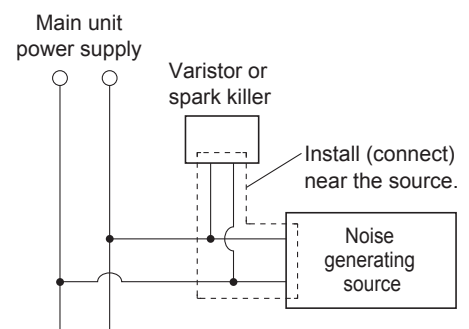 Main unit
power supply
Varistor or
spark killer
Install (connect)
near the source.
Noise
generating
source